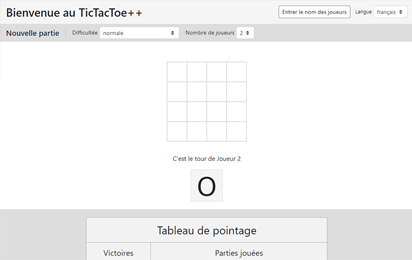 Bienvenue au TicTacToe++ Entrer le nom des joueurs Langue français
Nouvelle partie Difficultée normale Nombre de joueurs 2
C'est le tour de Joueur 2
O
Tableau de pointage
Victoires Parties jouées